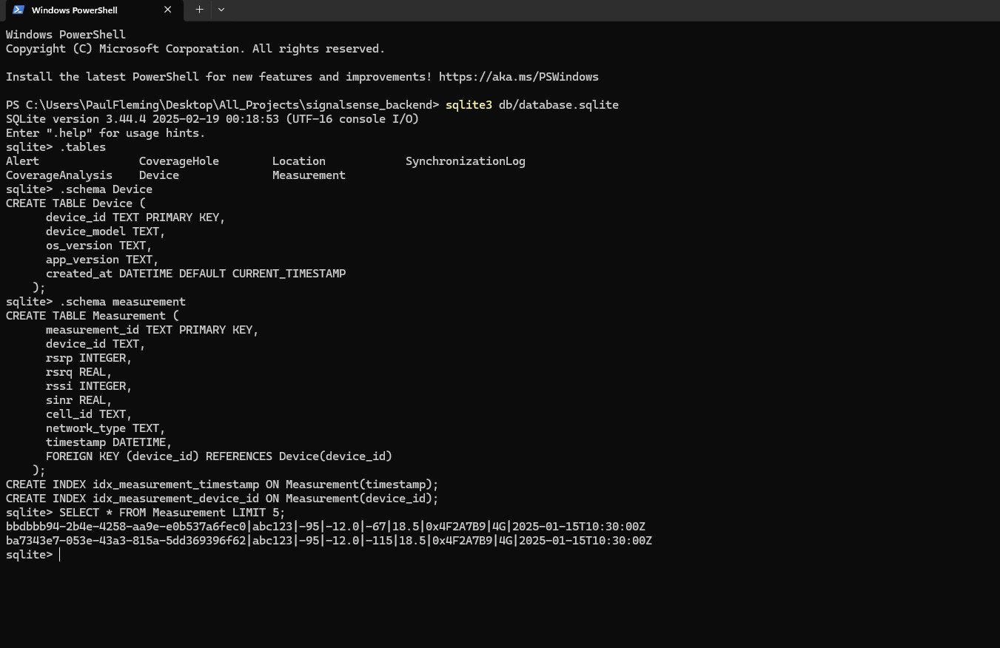 Windows PowerShell
Windows PowerShell
Copyright (C) Microsoft Corporation. All rights reserved.
Install the latest PowerShell for new features and improvements! https://aka.ms/PSWindows
PS C:\Users\PaulFleming\Desktop\All_Projects\signalsense_backend> sqlite3 db/database.sqlite
SQLite version 3.44.4 2025-02-19 00:18:53 (UTF-16 console I/O)
Enter ".help" for usage hints.
sqlite> .tables
Alert               CoverageHole        Location            SynchronizationLog
CoverageAnalysis    Device              Measurement
sqlite> .schema Device
CREATE TABLE Device (
      device_id TEXT PRIMARY KEY,
      device_model TEXT,
      os_version TEXT,
      app_version TEXT,
      created_at DATETIME DEFAULT CURRENT_TIMESTAMP
    );
sqlite> .schema measurement
CREATE TABLE Measurement (
      measurement_id TEXT PRIMARY KEY,
      device_id TEXT,
      rsrp INTEGER,
      rsrq REAL,
      rssi INTEGER,
      sinr REAL,
      cell_id TEXT,
      network_type TEXT,
      timestamp DATETIME,
      FOREIGN KEY (device_id) REFERENCES Device(device_id)
    );
CREATE INDEX idx_measurement_timestamp ON Measurement(timestamp);
CREATE INDEX idx_measurement_device_id ON Measurement(device_id);
sqlite> SELECT * FROM Measurement LIMIT 5;
bbdbbb94-2b4e-4258-aa9e-e0b537a6fec0|abc123|-95|-12.0|-67|18.5|0x4F2A7B9|4G|2025-01-15T10:30:00Z
ba7343e7-053e-43a3-815a-5dd369396f62|abc123|-95|-12.0|-115|18.5|0x4F2A7B9|4G|2025-01-15T10:30:00Z
sqlite>